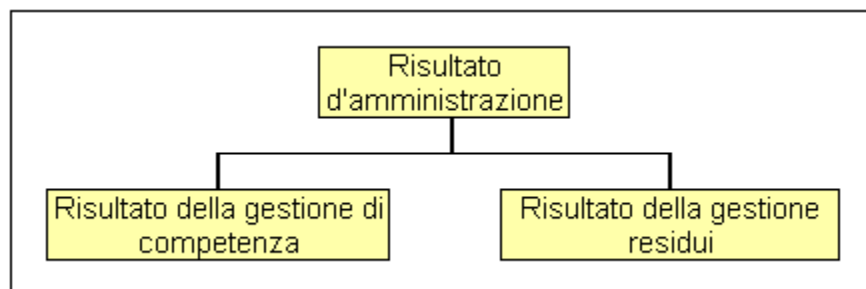 Risultato
d'amministrazione
Risultato della gestione di
competenza
Risultato della gestione
residui